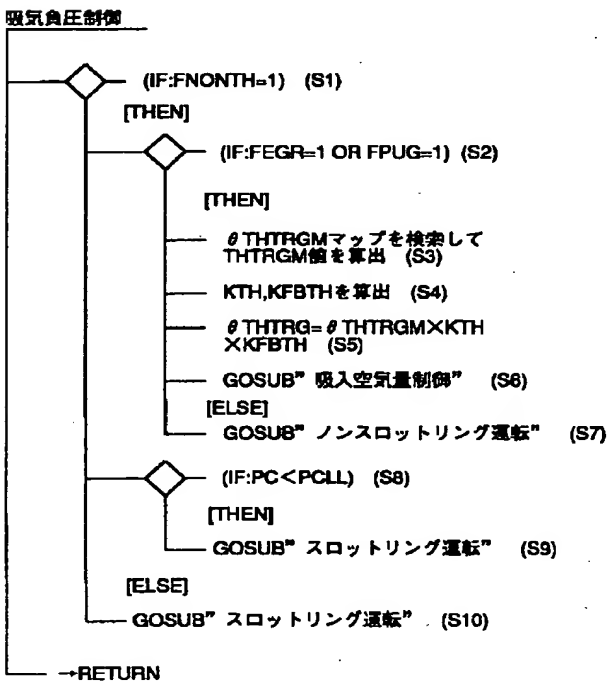 吸気負圧制御
(IF:FNONTH=1) (S1)
[THEN]
(IF:FEGR=1 OR FPUG=1) (S2)
[THEN]
θTHTRGMマップを検索して
THTRGM値を算出 (S3)
KTH,KFBTHを算出 (S4)
θTHTRG=θTHTRGM×KTH
×KFBTH (S5)
GOSUB"吸入空気量制御" (S6)
[ELSE]
GOSUB"ノンスロットリング運転" (S7)
(IF:PC<PCLL) (S8)
[THEN]
GOSUB"スロットリング運転" (S9)
[ELSE]
GOSUB"スロットリング運転" (S10)
→RETURN